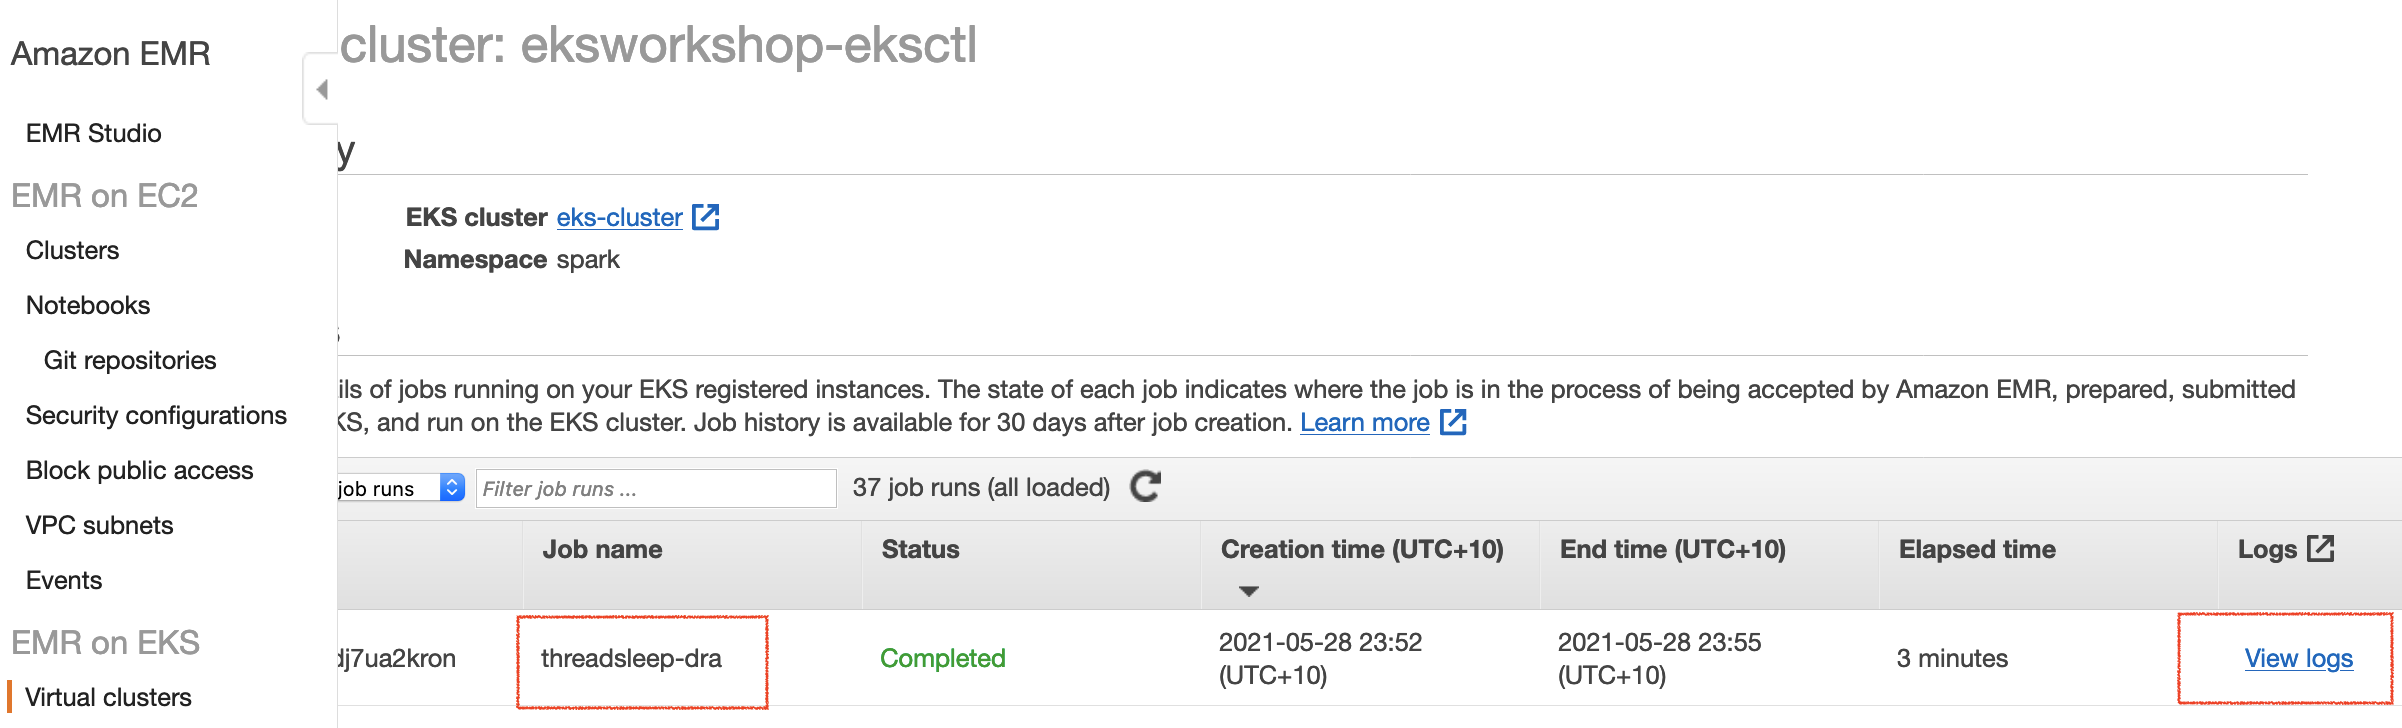 Amazon EMR
EMR Studio
EMR on EC2
Clusters
Notebooks
Git repositories
Security configurations
Block public access
VPC subnets
Events
EMR on EKS
Virtual clusters
cluster: eksworkshop-eksctl
y
EKS cluster eks-cluster
Namespace spark
ils of jobs running on your EKS registered instances. The state of each job indicates where the job is in the process of being accepted by Amazon EMR, prepared, submitted
KS, and run on the EKS cluster. Job history is available for 30 days after job creation. Learn more
job runs Filter job runs ... 37 job runs (all loaded)
Job name Status Creation time (UTC+10) End time (UTC+10) Elapsed time Logs
dj7ua2kron threadsleep-dra Completed 2021-05-28 23:52 (UTC+10) 2021-05-28 23:55 (UTC+10) 3 minutes View logs